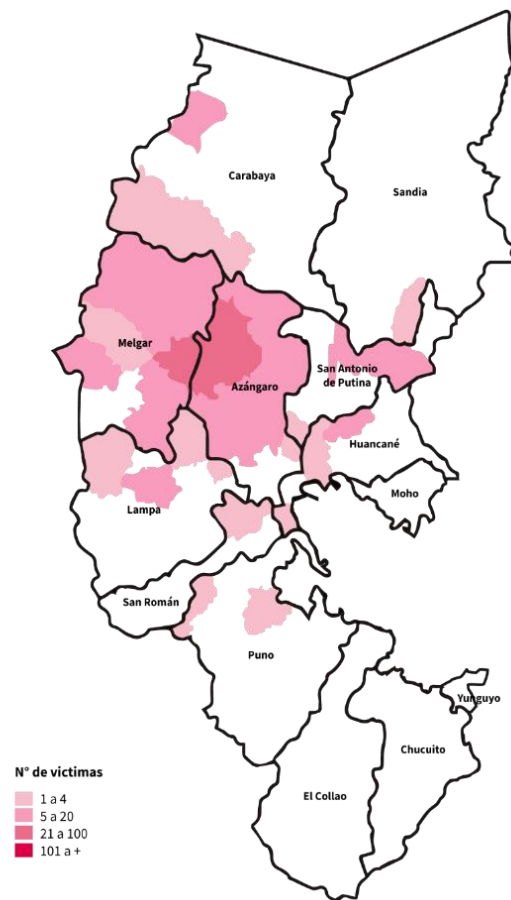 Carabaya
Sandia
Melgar
Azángaro
San Antonio
de Putina
Huancané
Moho
Lampa
San Román
Puno
Yunguyo
Chucuito
El Collao
N° de victimas
1 a 4
5 a 20
21 a 100
101 a +